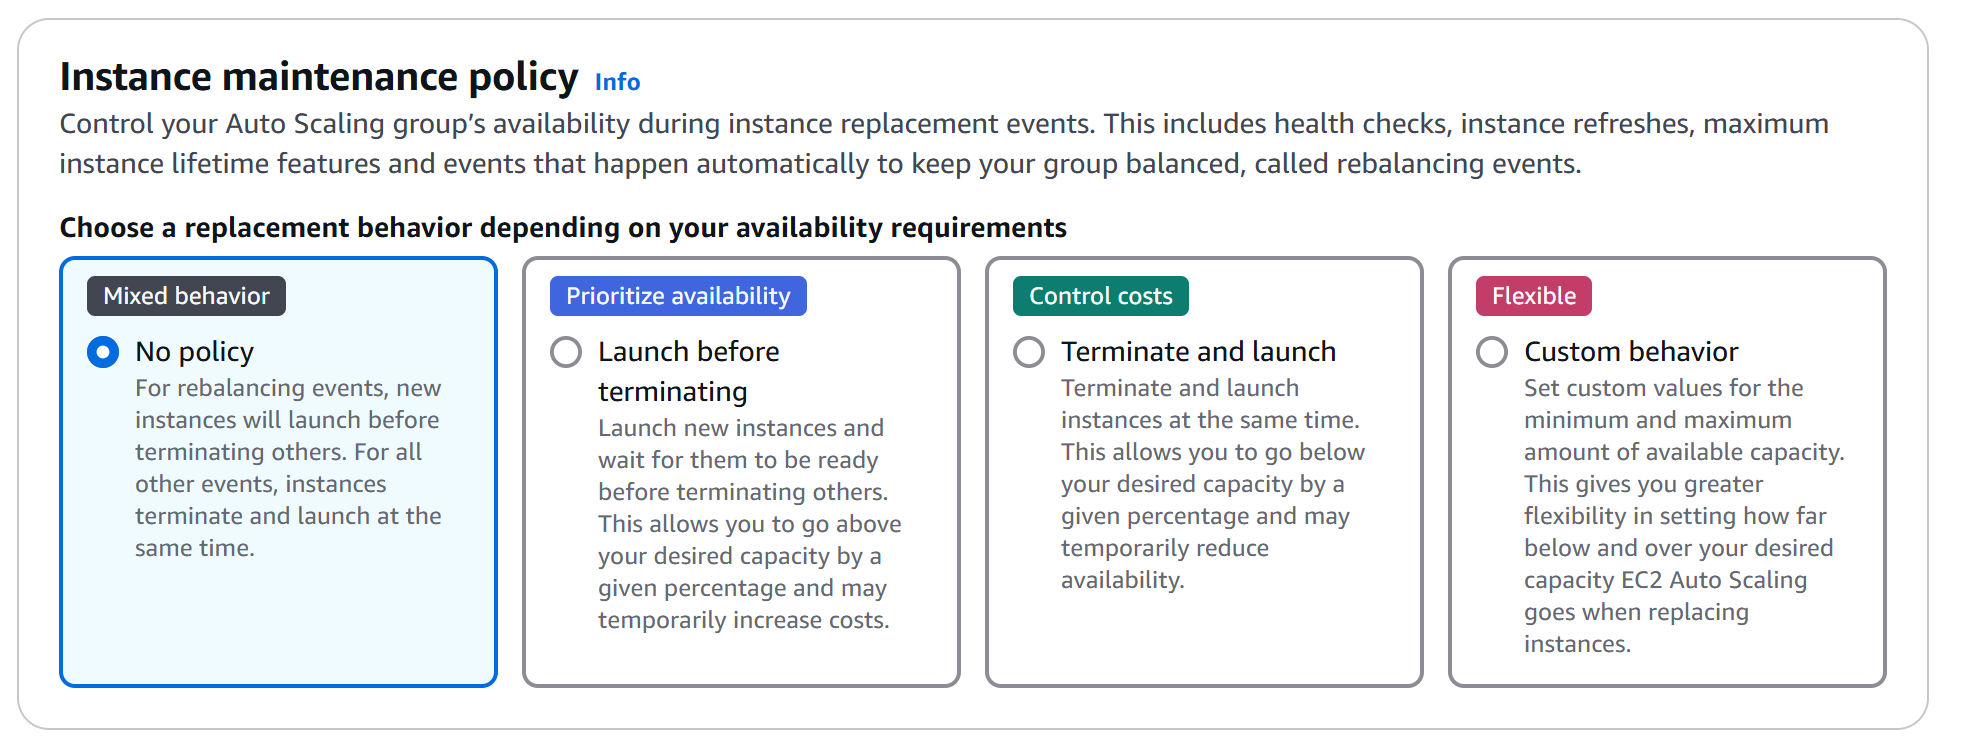 Instance maintenance policy Info
Control your Auto Scaling group’s availability during instance replacement events. This includes health checks, instance refreshes, maximum
instance lifetime features and events that happen automatically to keep your group balanced, called rebalancing events.
Choose a replacement behavior depending on your availability requirements
Mixed behavior
No policy
For rebalancing events, new
instances will launch before
terminating others. For all
other events, instances
terminate and launch at the
same time.
Prioritize availability
Launch before
terminating
Launch new instances and
wait for them to be ready
before terminating others.
This allows you to go above
your desired capacity by a
given percentage and may
temporarily increase costs.
Control costs
Terminate and launch
Terminate and launch
instances at the same time.
This allows you to go below
your desired capacity by a
given percentage and may
temporarily reduce
availability.
Flexible
Custom behavior
Set custom values for the
minimum and maximum
amount of available capacity.
This gives you greater
flexibility in setting how far
below and over your desired
capacity EC2 Auto Scaling
goes when replacing
instances.